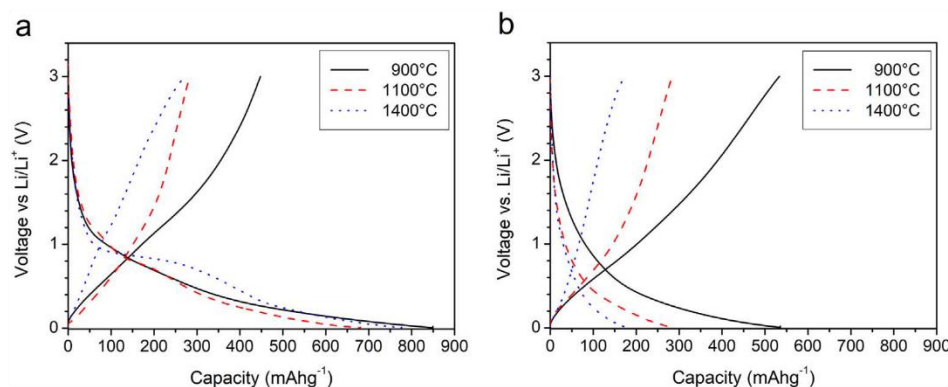 a
Voltage vs Li/Li⁺ (V)
3
2
1
0
0 100 200 300 400 500 600 700 800 900
Capacity (mAhg⁻¹)
900°C
1100°C
1400°C
b
Voltage vs. Li/Li⁺ (V)
3
2
1
0
0 100 200 300 400 500 600 700 800 900
Capacity (mAhg⁻¹)
900°C
1100°C
1400°C